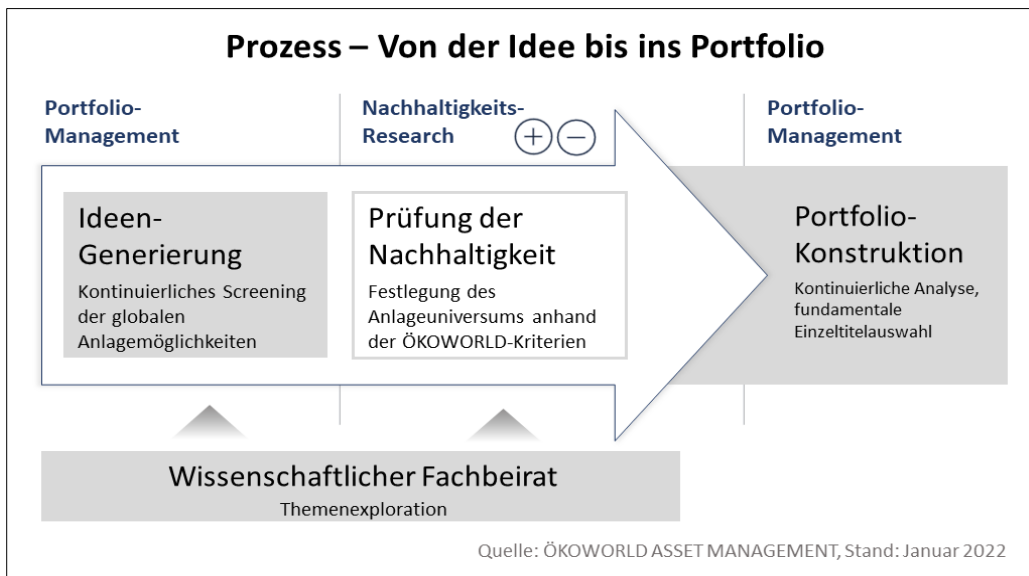 Prozess – Von der Idee bis ins Portfolio
Portfolio-
Management
Nachhaltigkeits-
Research
Portfolio-
Management
Ideen-
Generierung
Kontinuierliches Screening
der globalen
Anlagemöglichkeiten
Prüfung der
Nachhaltigkeit
Festlegung des
Anlageuniversums anhand
der ÖKOWORLD-Kriterien
Portfolio-
Konstruktion
Kontinuierliche Analyse,
fundamentale
Einzeltitelauswahl
Wissenschaftlicher Fachbeirat
Themenexploration
Quelle: ÖKOWORLD ASSET MANAGEMENT, Stand: Januar 2022